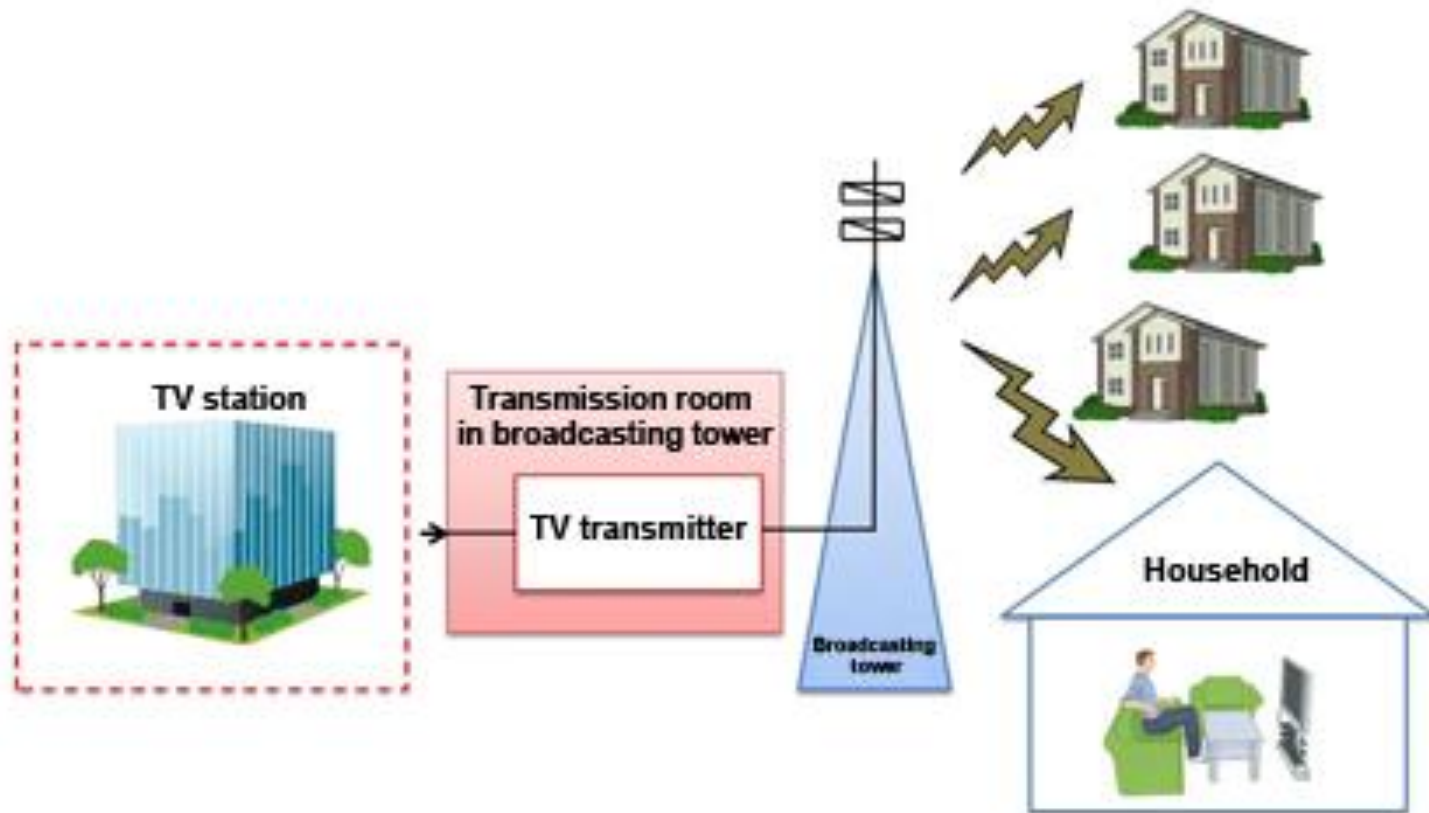 TV station
Transmission room
in broadcasting tower
TV transmitter
Broadcasting
tower
Household